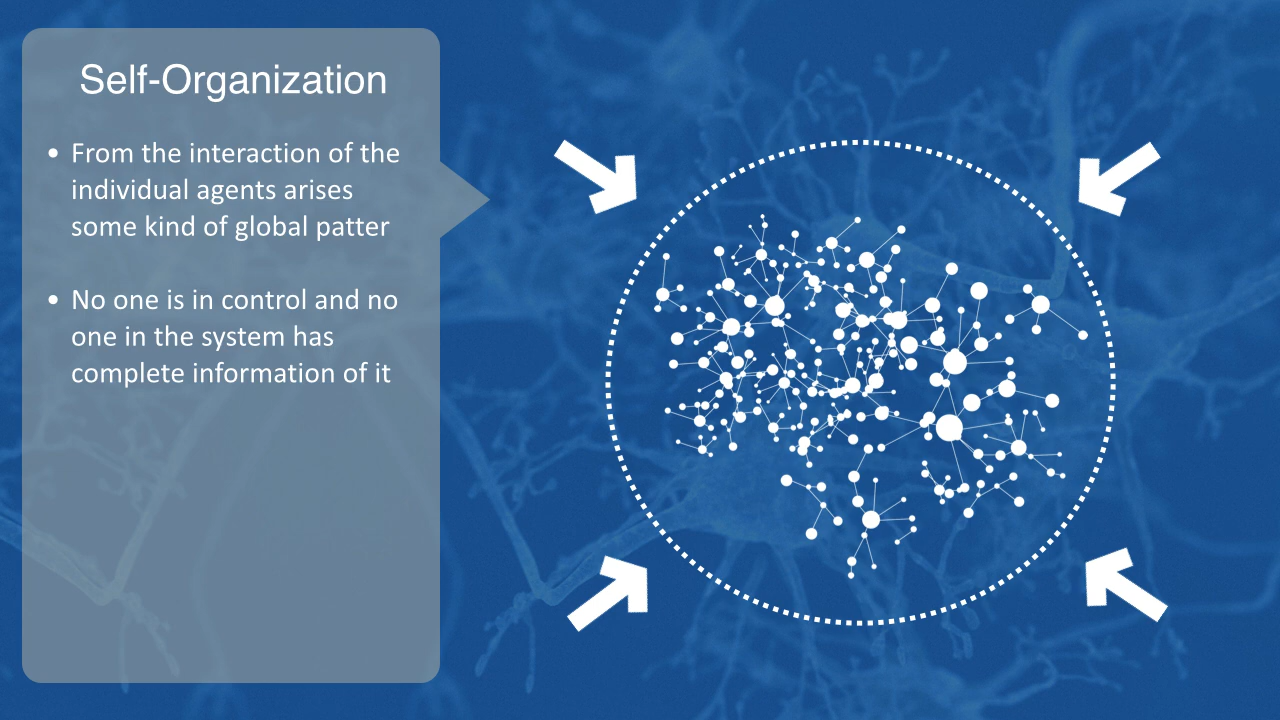 Self-Organization
• From the interaction of the
individual agents arises
some kind of global patter
• No one is in control and no
one in the system has
complete information of it